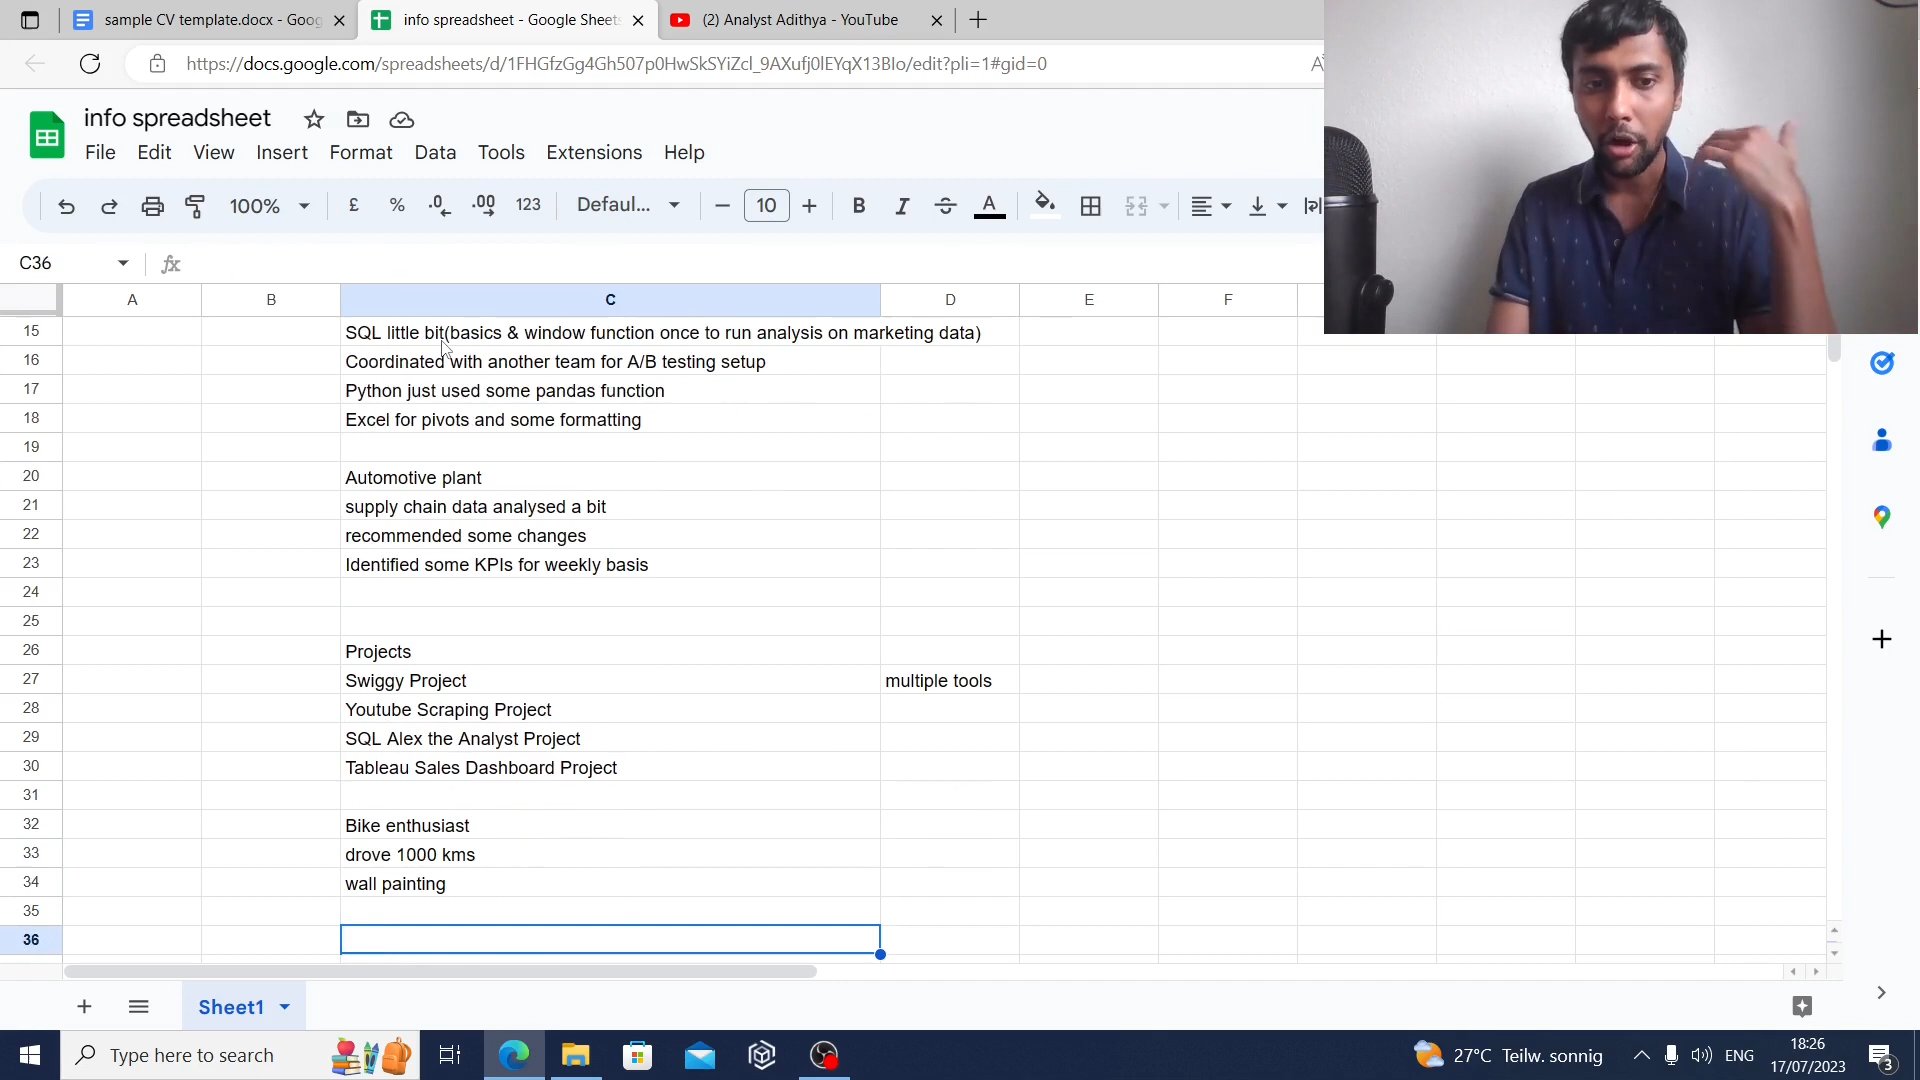 sample CV template.docx - Goog
info spreadsheet - Google Sheets
(2) Analyst Adithya - YouTube
https://docs.google.com/spreadsheets/d/1FHGfzGg4Gh507p0HwSkSYiZcl_9AXufj0lEYqX13BIo/edit?pli=1#gid=0
info spreadsheet
File Edit View Insert Format Data Tools Extensions Help
100% £ % .0 .00 123 Defaul... 10 B I S A
C36 fx
A B C D E F
15 SQL little bit(basics & window function once to run analysis on marketing data)
16 Coordinated with another team for A/B testing setup
17 Python just used some pandas function
18 Excel for pivots and some formatting
19
20 Automotive plant
21 supply chain data analysed a bit
22 recommended some changes
23 Identified some KPIs for weekly basis
24
25
26 Projects
27 Swiggy Project multiple tools
28 Youtube Scraping Project
29 SQL Alex the Analyst Project
30 Tableau Sales Dashboard Project
31
32 Bike enthusiast
33 drove 1000 kms
34 wall painting
35
36
Sheet1
Type here to search
27°C Teilw. sonnig
ENG
18:26
17/07/2023
3